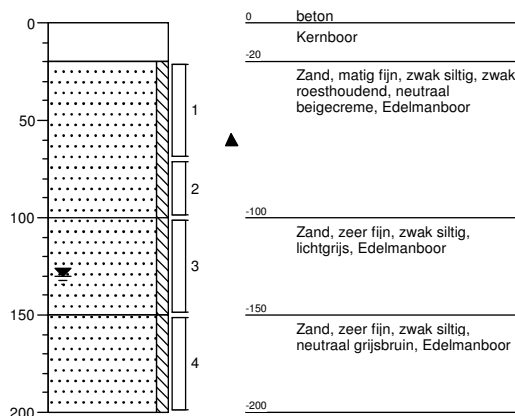 0
50
100
150
200
1
2
3
4
0
beton
Kernboor
-20
Zand, matig fijn, zwak siltig, zwak
roesthoudend, neutraal
beigecreme, Edelmanboor
-100
Zand, zeer fijn, zwak siltig,
lichtgrijs, Edelmanboor
-150
Zand, zeer fijn, zwak siltig,
neutraal grijsbruin, Edelmanboor
-200